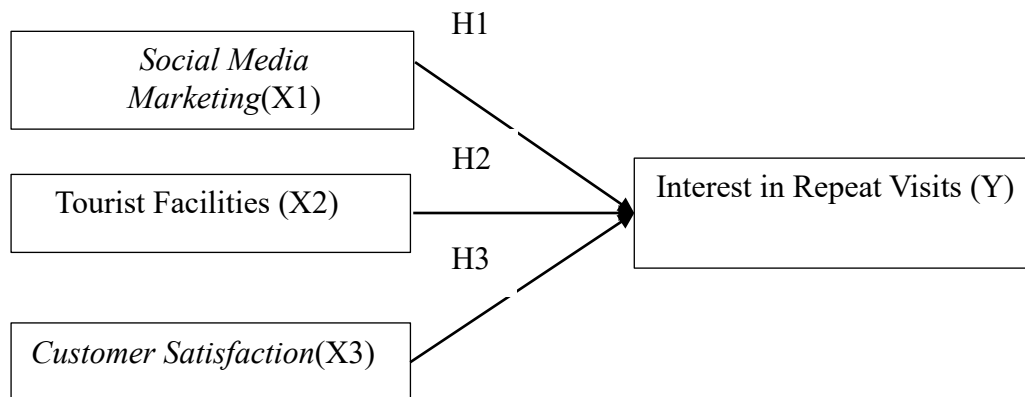 H1
Social Media
Marketing(X1)
H2
Tourist Facilities (X2)
Interest in Repeat Visits (Y)
H3
Customer Satisfaction(X3)